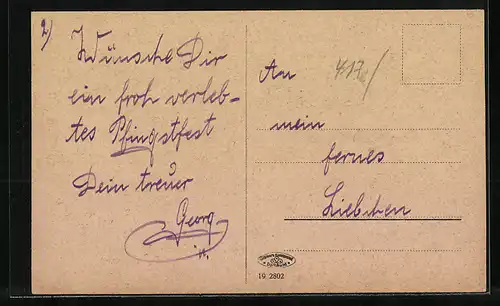 2)
Wünsche Dir
ein froh verleb=
tes Pfingstfest
Dein treuer
Georg
An
mein
fernes
Liebchen
19 2802